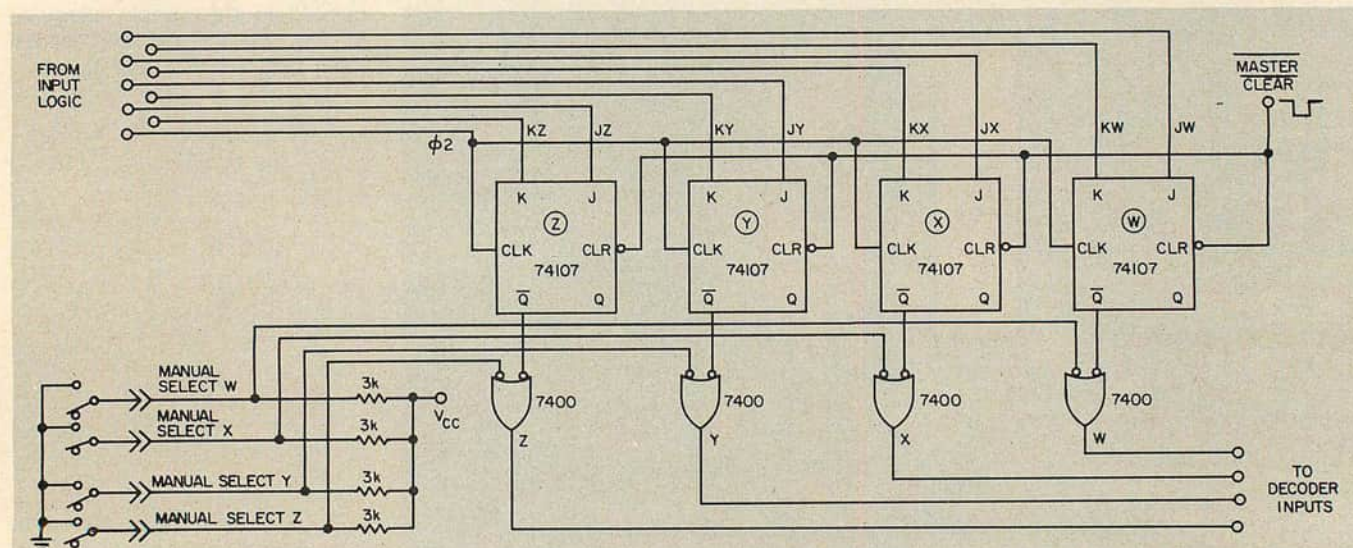 FROM
INPUT
LOGIC
MASTER
CLEAR
KZ JZ KY JY KX JX KW JW
ϕ2
K J K J K J K J
Z Y X W
CLK CLR CLK CLR CLK CLR CLK CLR
74107 74107 74107 74107
Q Q Q Q Q Q Q Q
MANUAL
SELECT W
3k
VCC
MANUAL
SELECT X
3k
MANUAL SELECT Y
3k
MANUAL SELECT Z
3k
7400 7400 7400 7400
Z Y X W
TO
DECODER
INPUTS